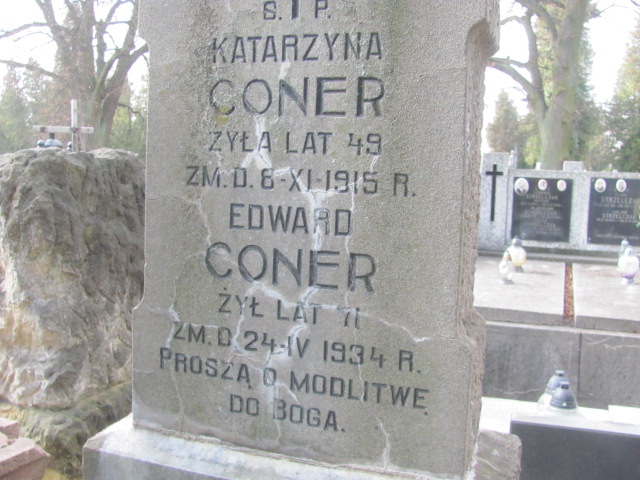 Ś. P.
KATARZYNA
CONER
ŻYŁA LAT 49
ZM. D. 8-XI-1915 R.
EDWARD
CONER
ŻYŁ LAT 71
ZM. D. 24-IV 1934 R.
PROSZĄ O MODLITWĘ
DO BOGA.